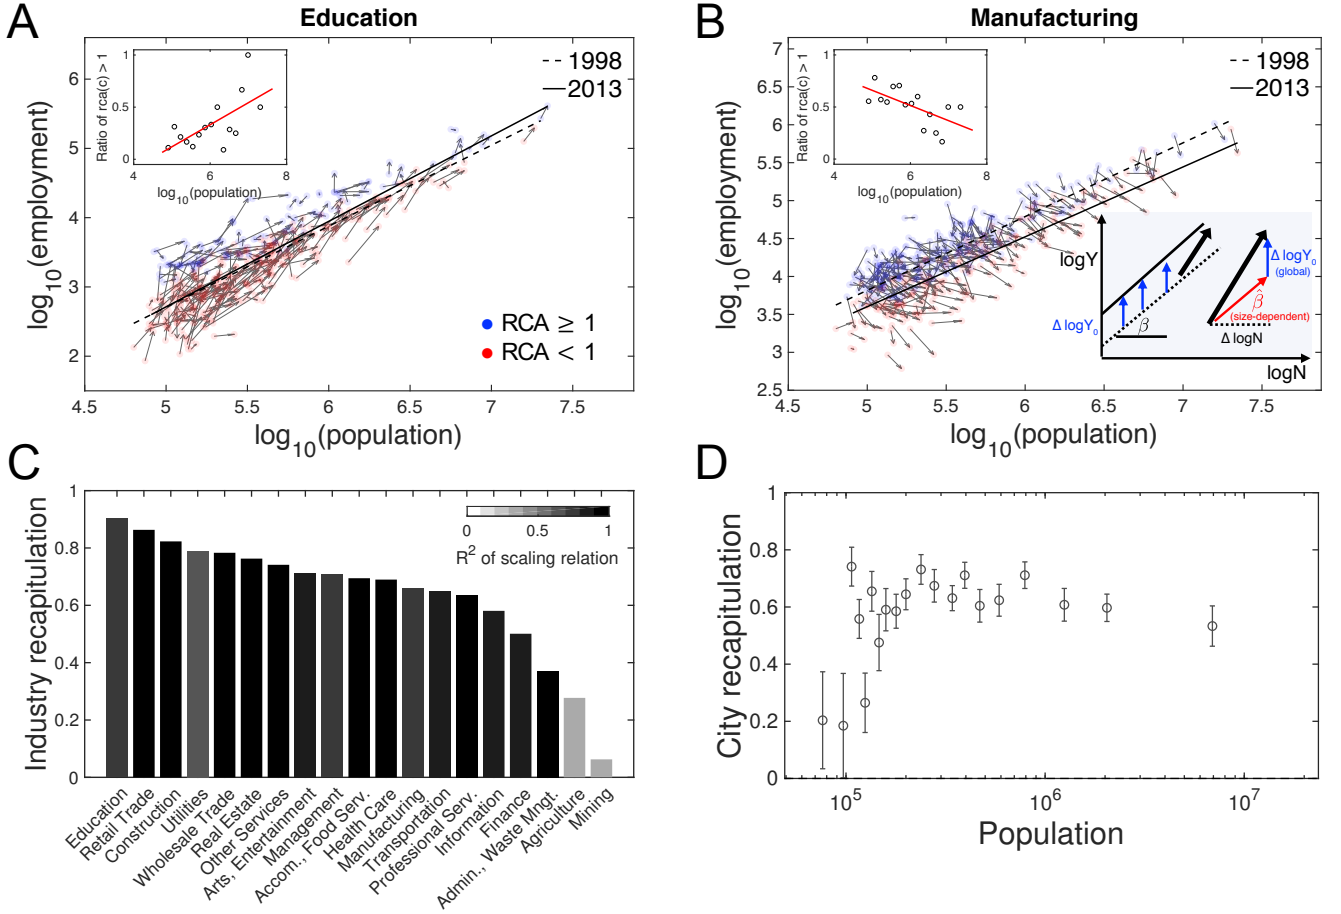 A
Education
Ratio of rca(c) > 1
1
0.5
0
4
6
8
log10(population)
1998
2013
log10(employment)
6
5
4
3
2
RCA ≥ 1
RCA < 1
4.5
5
5.5
6
6.5
7
7.5
log10(population)
B
Manufacturing
Ratio of rca(c) > 1
1
0.5
0
4
6
8
log10(population)
1998
2013
log10(employment)
7
6.5
6
5.5
5
4.5
4
3.5
3
2.5
logY
Δ logY0
β
Δ logY0
(global)
β̂
(size-dependent)
Δ logN
logN
4.5
5
5.5
6
6.5
7
7.5
log10(population)
C
Industry recapitulation
1
0.8
0.6
0.4
0.2
0
0
0.5
1
R2 of scaling relation
Education
Retail Trade
Construction
Utilities
Wholesale Trade
Real Estate
Other Services
Arts, Entertainment
Management
Accom., Food Serv.
Health Care
Manufacturing
Transportation
Professional Serv.
Information
Finance
Admin., Waste Mngt.
Agriculture
Mining
D
City recapitulation
1
0.8
0.6
0.4
0.2
0
10^5
10^6
10^7
Population